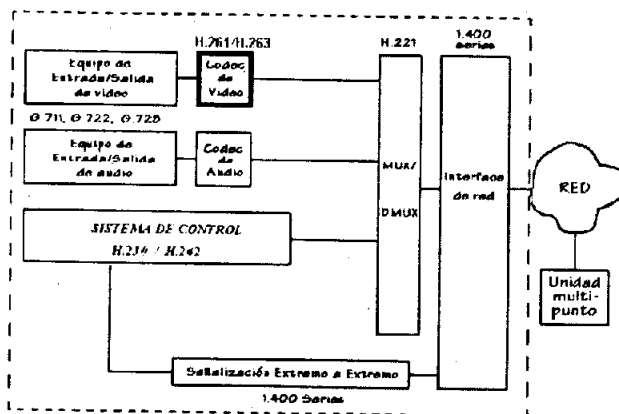 H.261/H.263
H.221
1.400
series
Equipo de
Entrada/Salida
de video
Codec
de
Video
G 711, G 722, G 728
Equipo de
Entrada/Salida
de audio
Codec
de
Audio
MUX/
DMUX
Interface
de red
RED
SISTEMA DE CONTROL
H.230 / H.242
Unidad
multi-
punto
Señalización Extremo a Extremo
1.400 Series